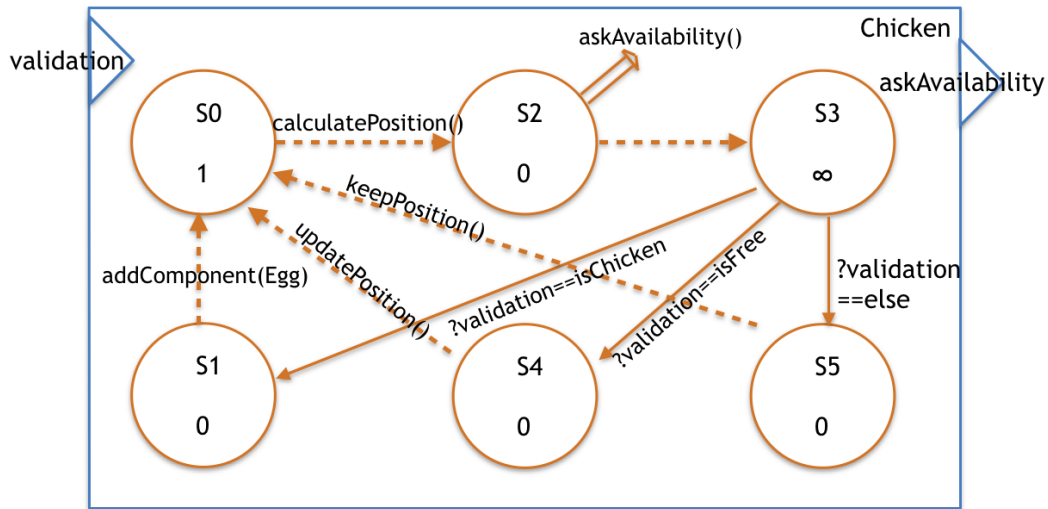 Chicken
validation
askAvailability()
askAvailability
S0
1
calculatePosition()
S2
0
S3
∞
keepPosition()
updatePosition()
addComponent(Egg)
?validation==isChicken
?validation==isFree
?validation
==else
S1
0
S4
0
S5
0